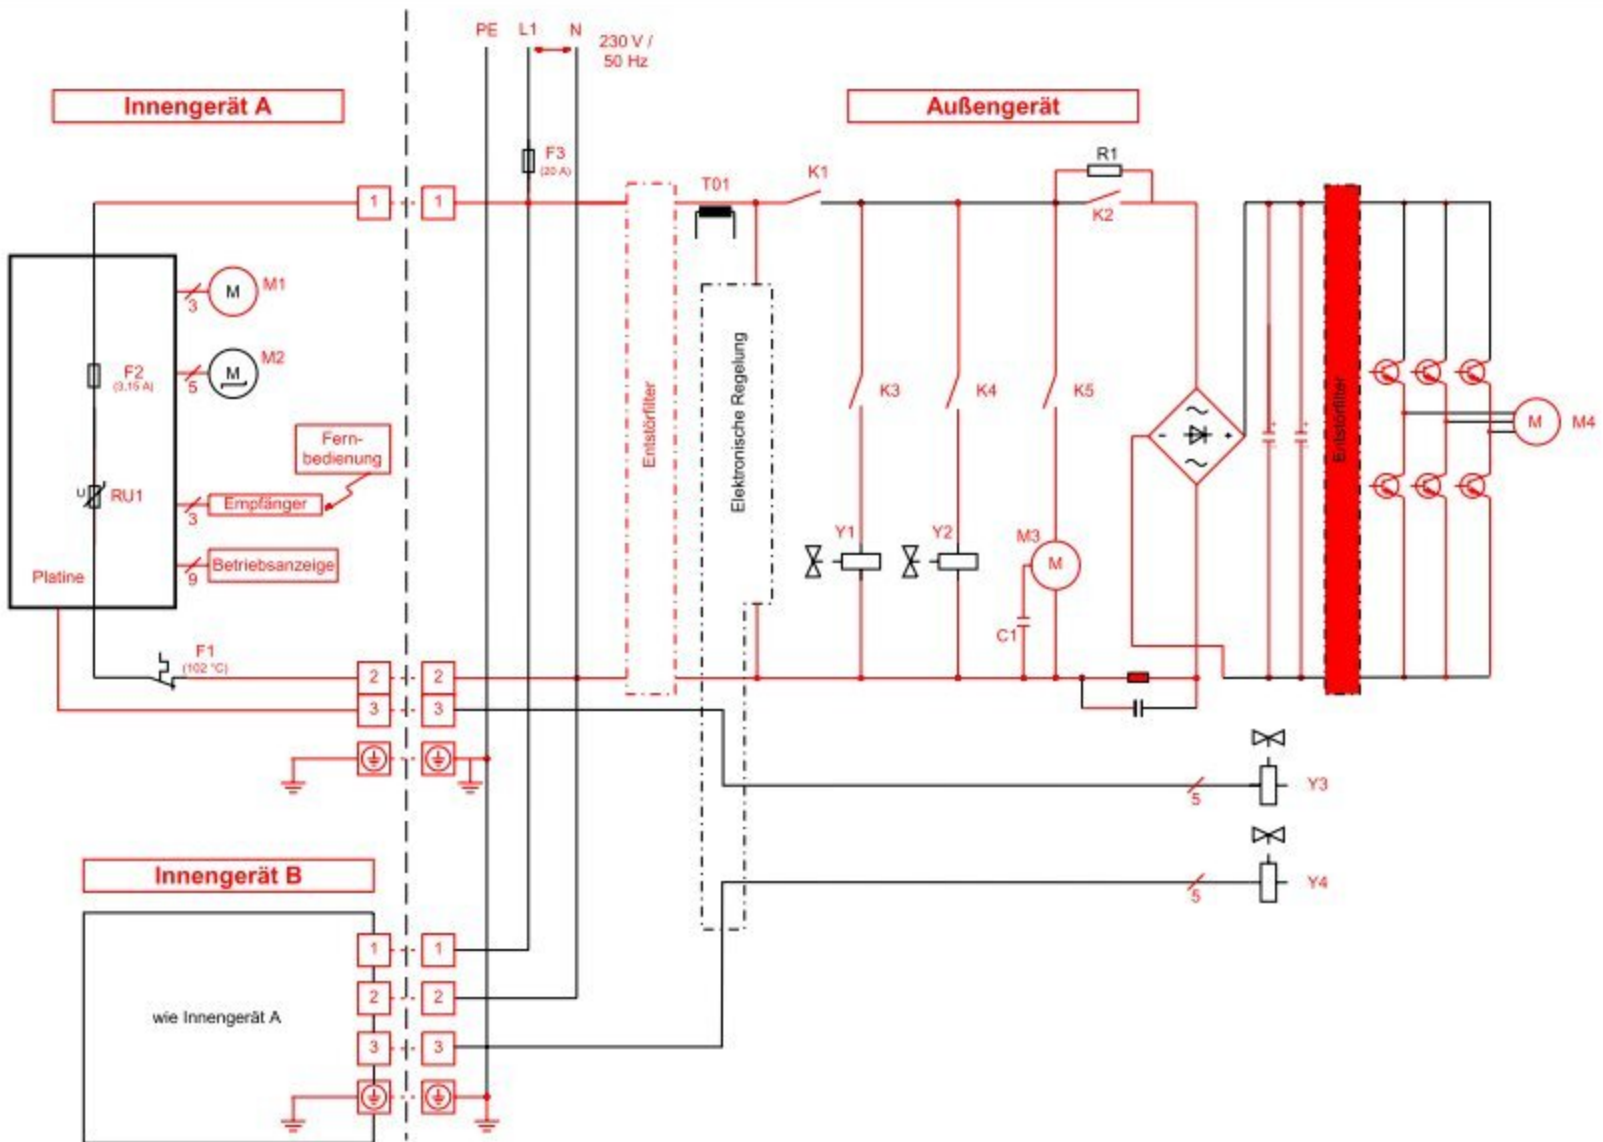 PE L1 N
230 V /
50 Hz
Innengerät A
Außengerät
F3
(20 A)
R1
T01
K1
K2
1 1
M
M1
3
M
M2
5
F2
(3,15 A)
Fern-
bedienung
U
RU1
3
Empfänger
9
Betriebsanzeige
Platine
F1
(102 °C)
2 2
3 3
Entstörfilter
Elektronische Regelung
K3
K4
K5
Y1
Y2
M3
M
C1
-
+
Entstörfilter
M
M4
5
Y3
5
Y4
Innengerät B
wie Innengerät A
1 1
2 2
3 3